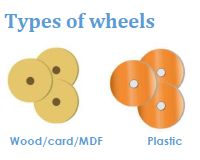 Types of wheels
Wood/card/MDF
Plastic